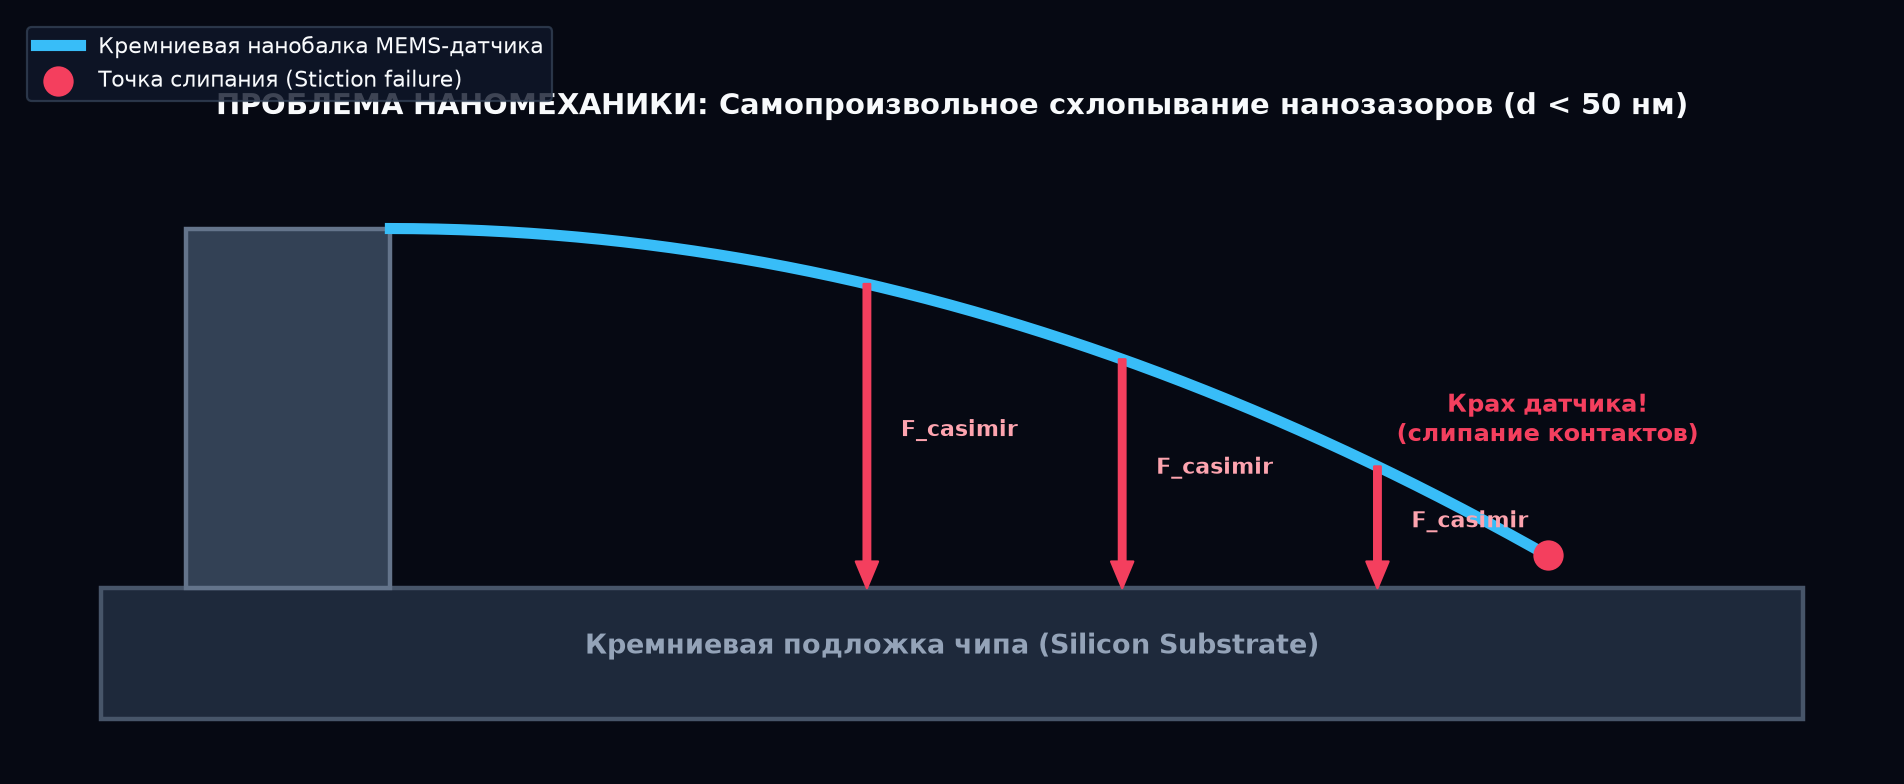 Кремниевая нанобалка MEMS-датчика
Точка слипания (Stiction failure)
ПРОБЛЕМА НАНОМЕХАНИКИ: Самопроизвольное схлопывание нанозазоров (d < 50 нм)
Крах датчика!
(слипание контактов)
F_casimir
F_casimir
F_casimir
Кремниевая подложка чипа (Silicon Substrate)